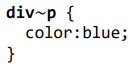 div~p {
  color:blue;
}